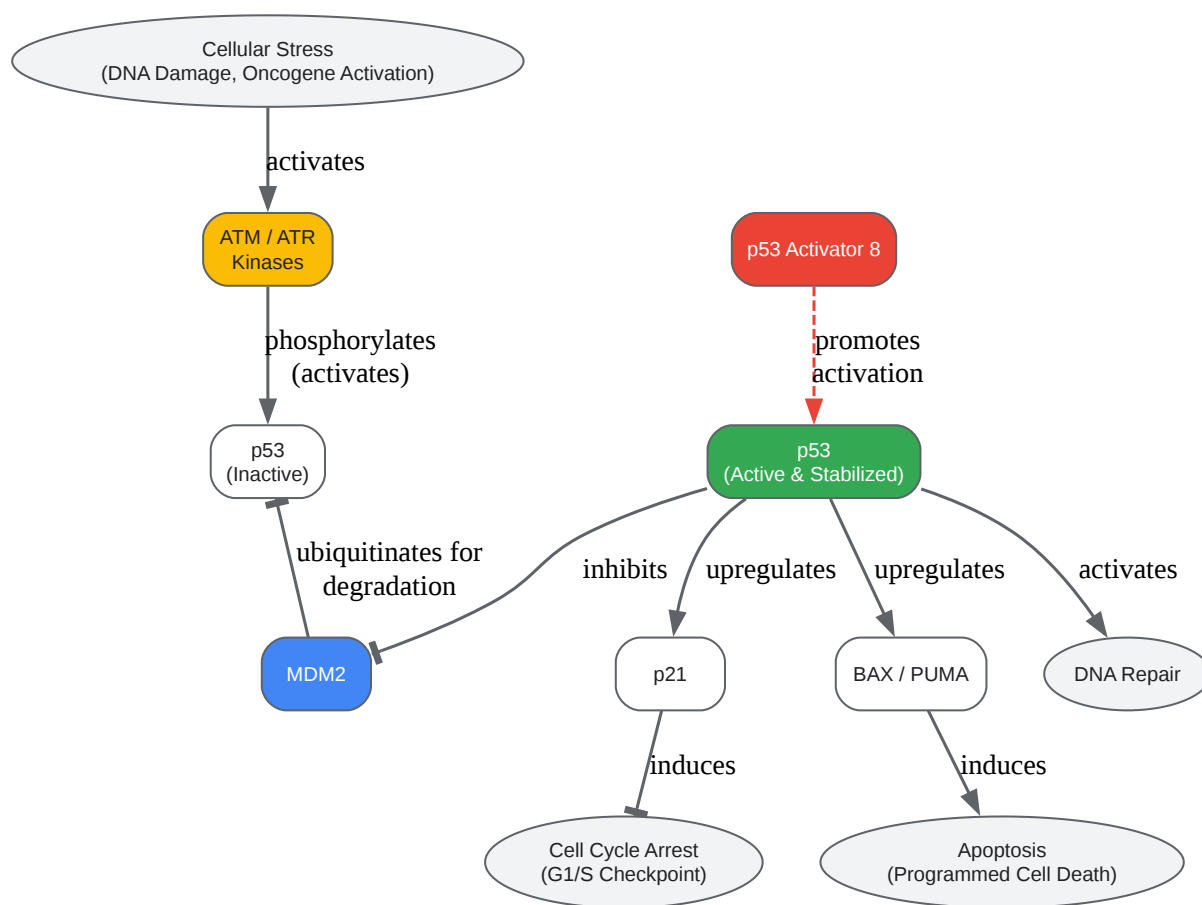 Cellular Stress
(DNA Damage, Oncogene Activation)
activates
ATM / ATR
Kinases
p53 Activator 8
phosphorylates
(activates)
promotes
activation
p53
(Inactive)
p53
(Active & Stabilized)
ubiquitinates for
degradation
inhibits
upregulates
upregulates
activates
MDM2
p21
BAX / PUMA
DNA Repair
induces
induces
Cell Cycle Arrest
(G1/S Checkpoint)
Apoptosis
(Programmed Cell Death)